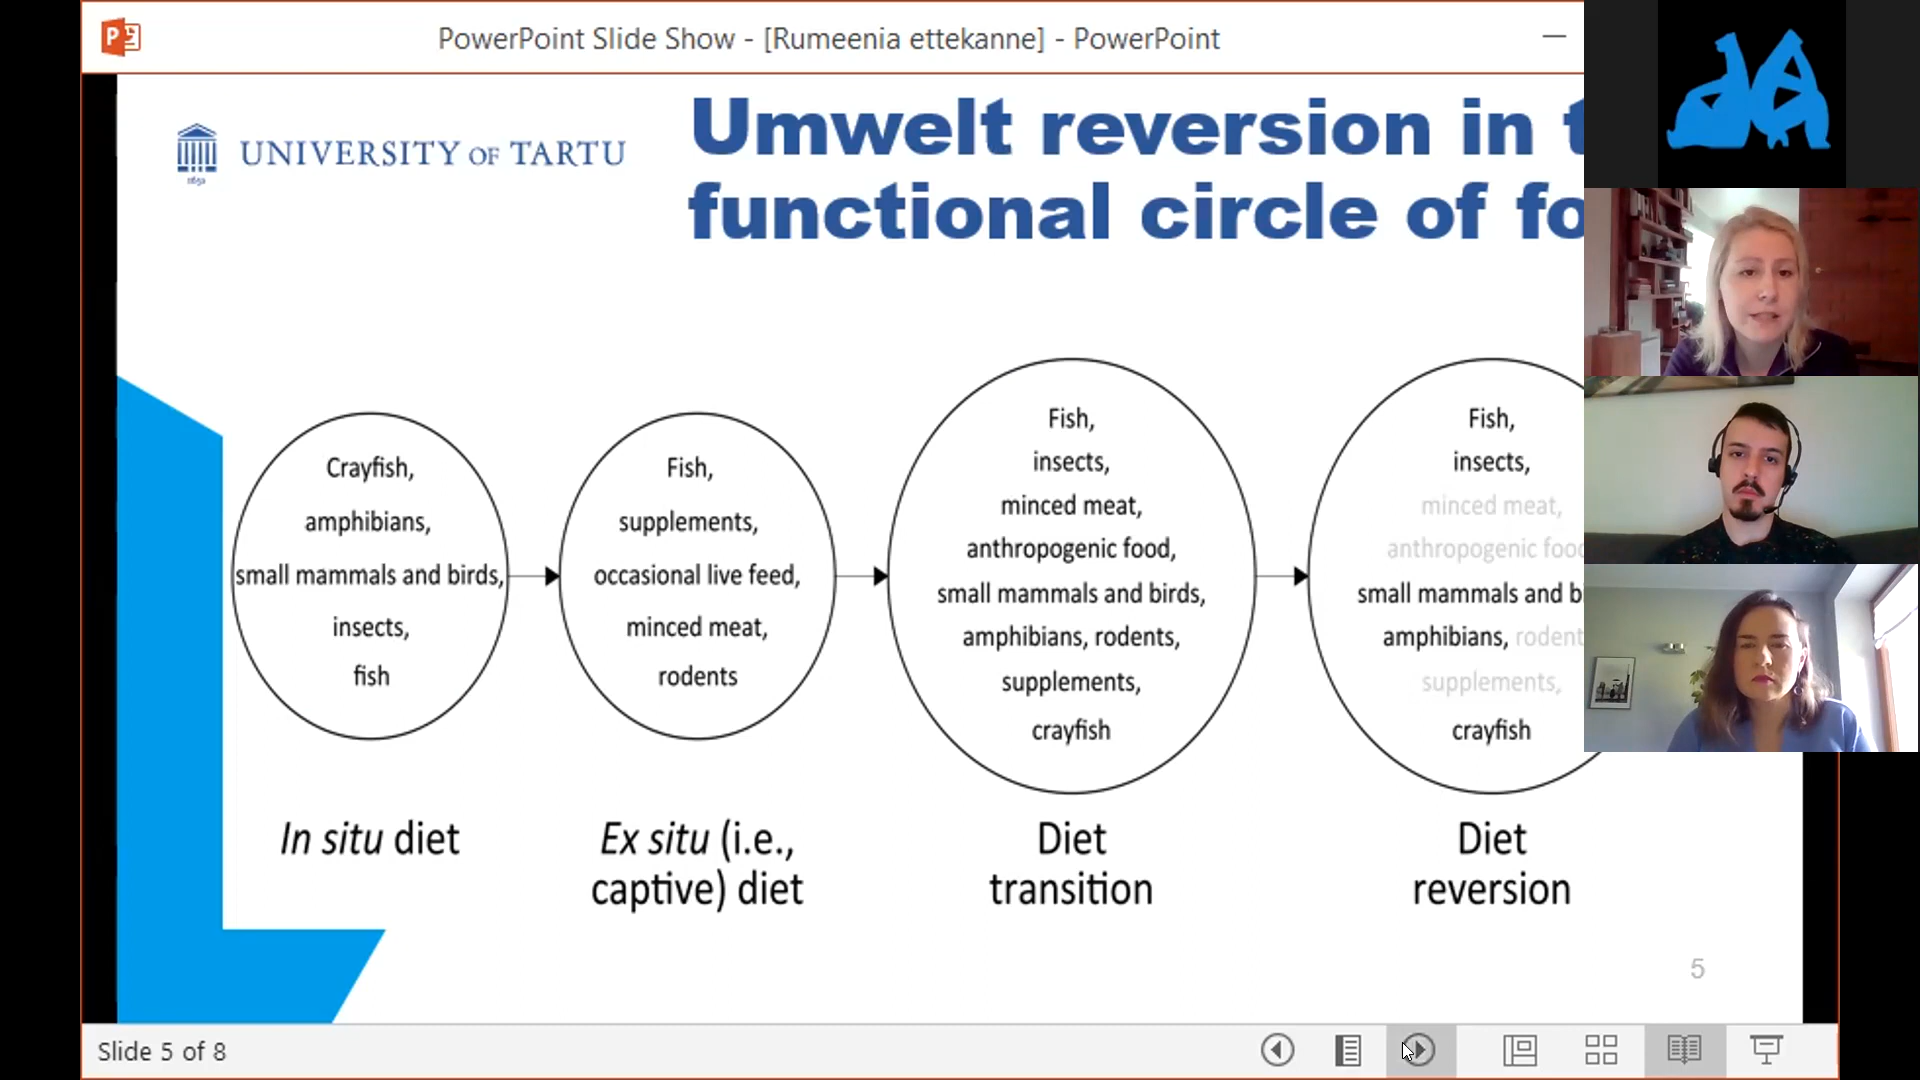 PowerPoint Slide Show - [Rumeenia ettekanne] - PowerPoint
UNIVERSITY OF TARTU
1632
Umwelt reversion in
functional circle of fo
Crayfish,
amphibians,
small mammals and birds,
insects,
fish
In situ diet
Fish,
supplements,
occasional live feed,
minced meat,
rodents
Ex situ (i.e.,
captive) diet
Fish,
insects,
minced meat,
anthropogenic food,
small mammals and birds,
amphibians, rodents,
supplements,
crayfish
Diet
transition
Fish,
insects,
minced meat,
anthropogenic food
small mammals and bi
amphibians, rodent
supplements,
crayfish
Diet
reversion
5
Slide 5 of 8